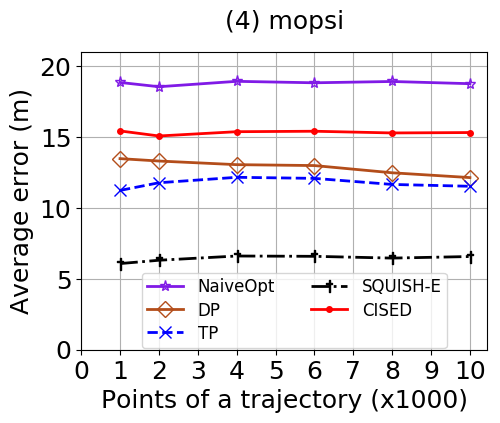 (4) mopsi
Average error (m)
20
15
10
5
0
NaiveOpt
DP
TP
SQUISH-E
CISED
0 1 2 3 4 5 6 7 8 9 10
Points of a trajectory (x1000)